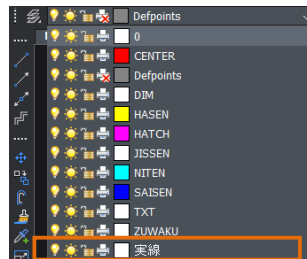 Defpoints
0
CENTER
Defpoints
DIM
HASEN
HATCH
JISSEN
NITEN
SAISEN
TXT
ZUWAKU
実線